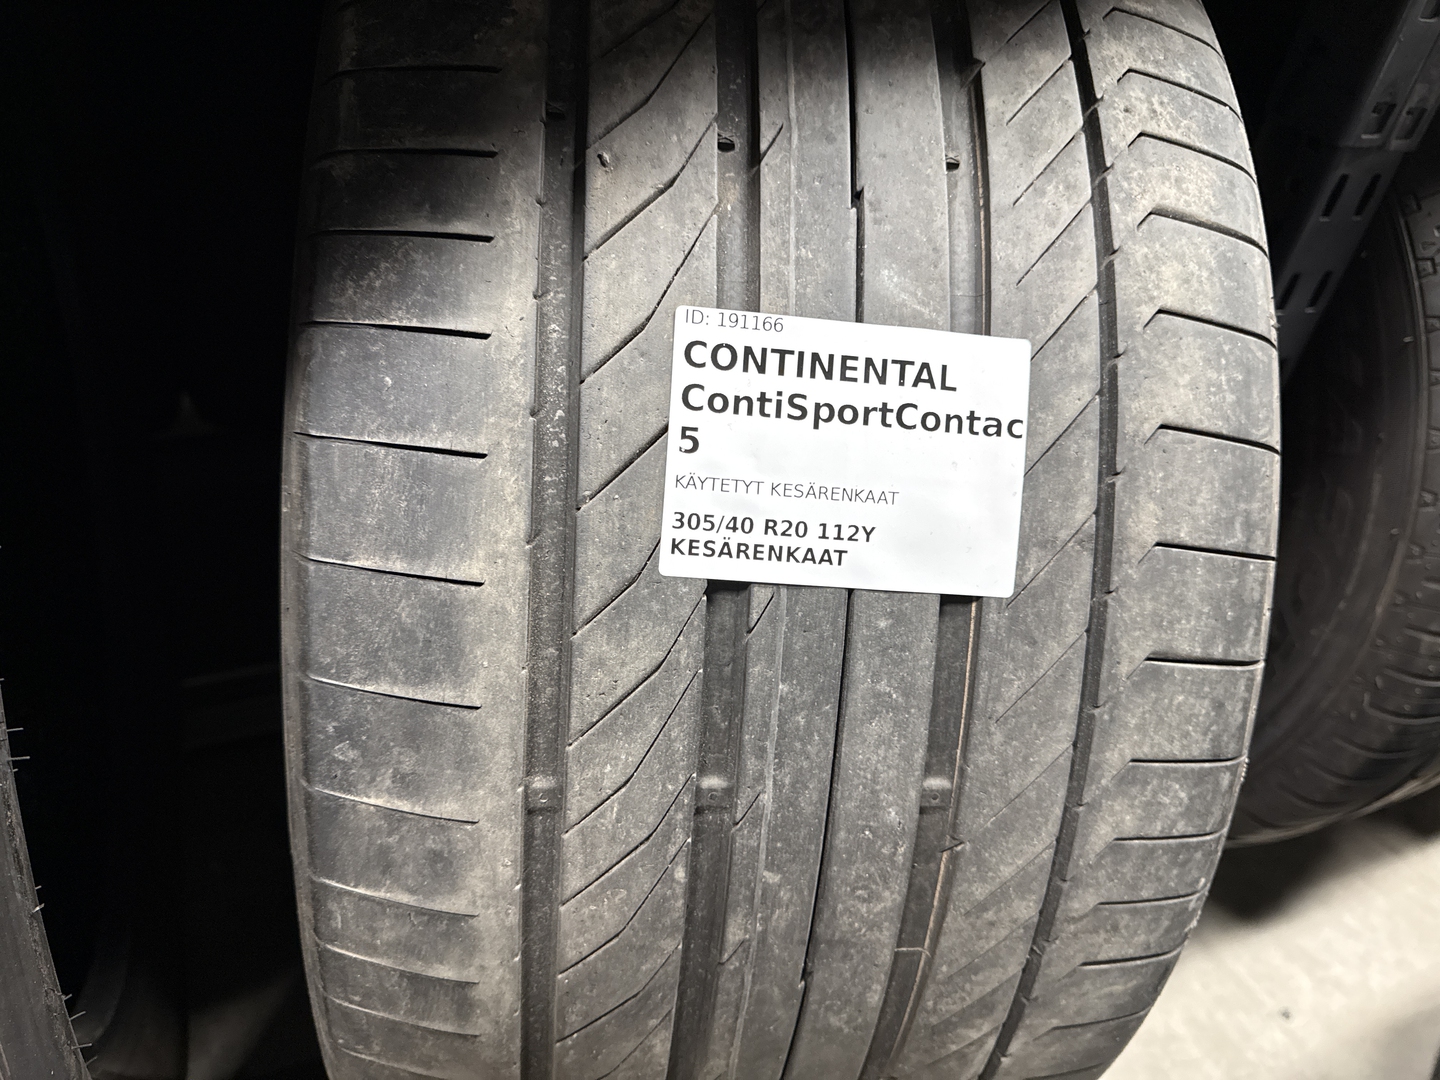 ID: 191166
CONTINENTAL
ContiSportContac
5
KÄYTETYT KESÄRENKAAT
305/40 R20 112Y
KESÄRENKAAT